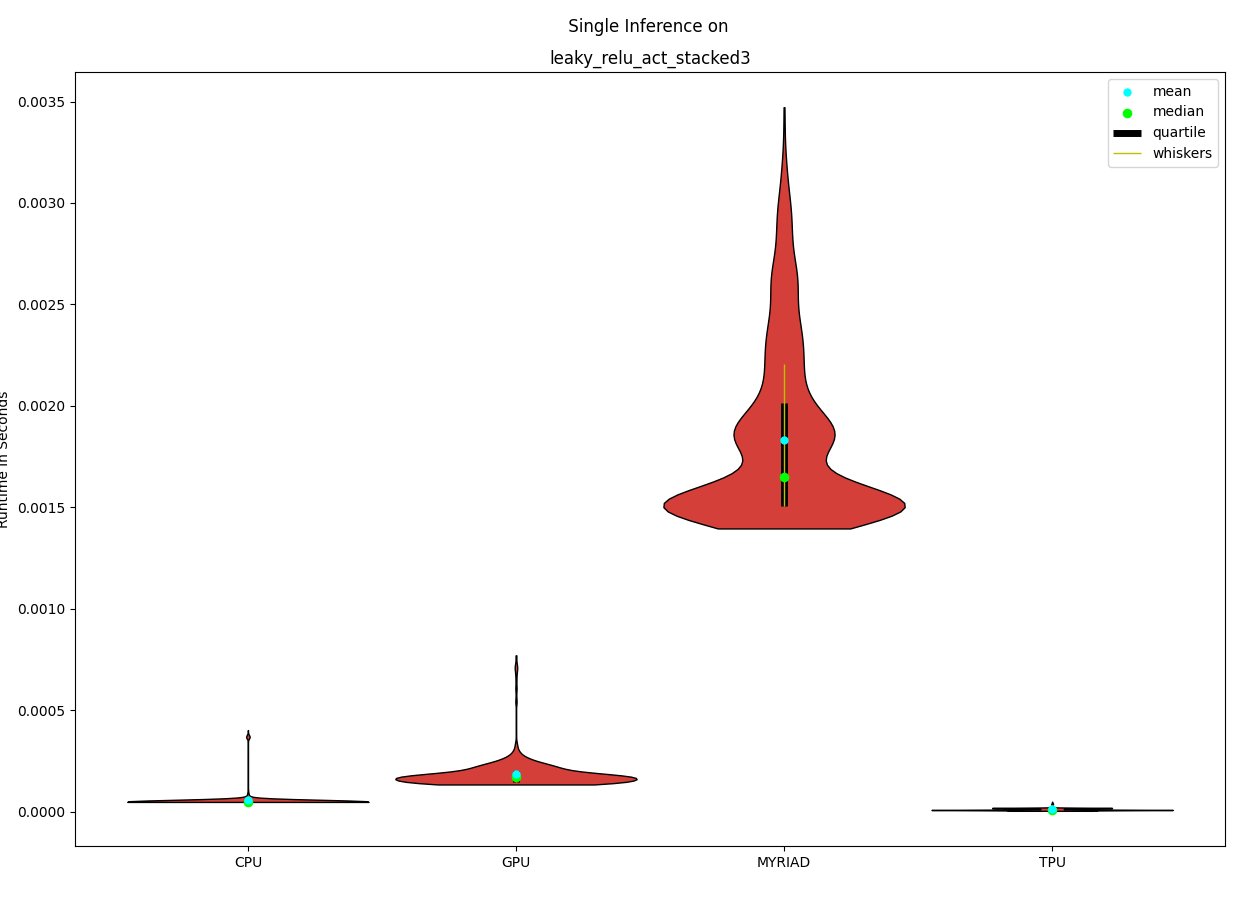 Single Inference on
leaky_relu_act_stacked3
mean
median
quartile
whiskers
Runtime in Seconds
0.0035
0.0030
0.0025
0.0020
0.0015
0.0010
0.0005
0.0000
CPU
GPU
MYRIAD
TPU